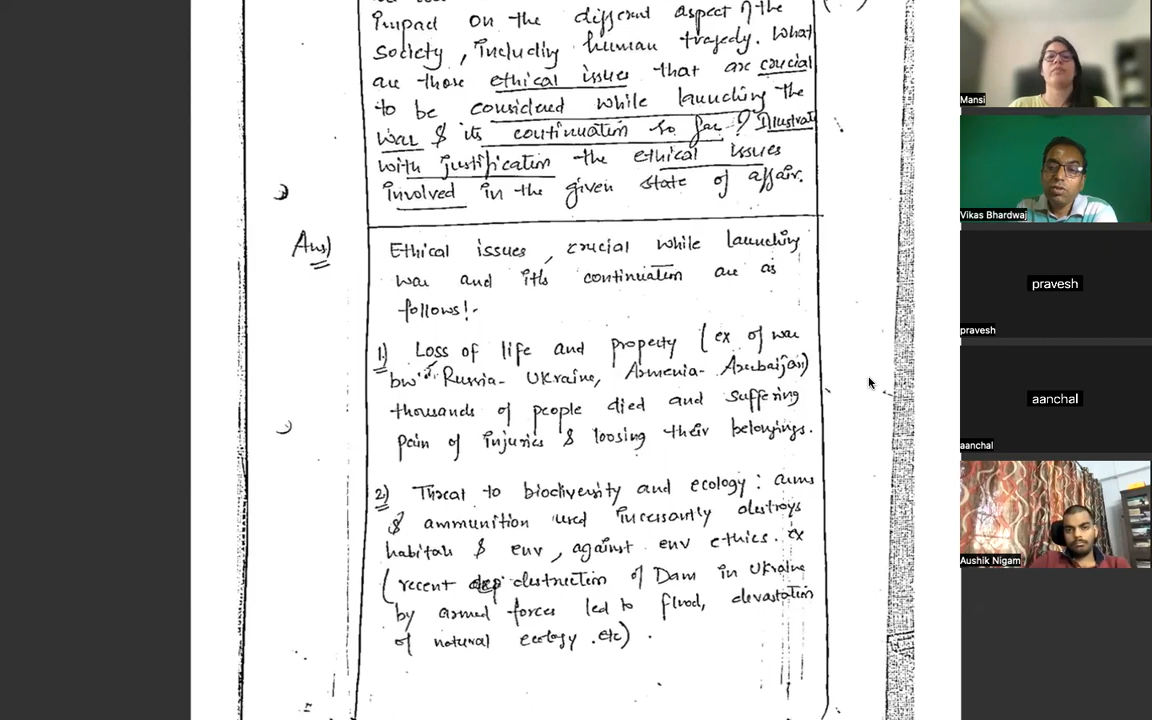 Impact on the different aspect of the
society, including human tragedy. What
are those ethical issues that are crucial
to be considered while launching the
war & its continuation so far? Illustrat
with justification the ethical issues
involved in the given state of affair.
Ans)
Ethical issues, crucial while launching
war and it's continuation are as
follows!-
1) Loss of life and property (ex of war
bw Russia- Ukraine, Armenia- Azerbaijan)
thousands of people died and suffering
pain of injuries & loosing their belongings.
2) Threat to biodiversity and ecology: arms
& ammunition used incessantly destroys
habitats & env, against env ethics. ex
(recent destruction of Dam in Ukraine
by armed forces led to flood, devastation
of natural ecology .etc) .
Mansi
Vikas Bhardwaj
pravesh
pravesh
aanchal
aanchal
Aushik Nigam